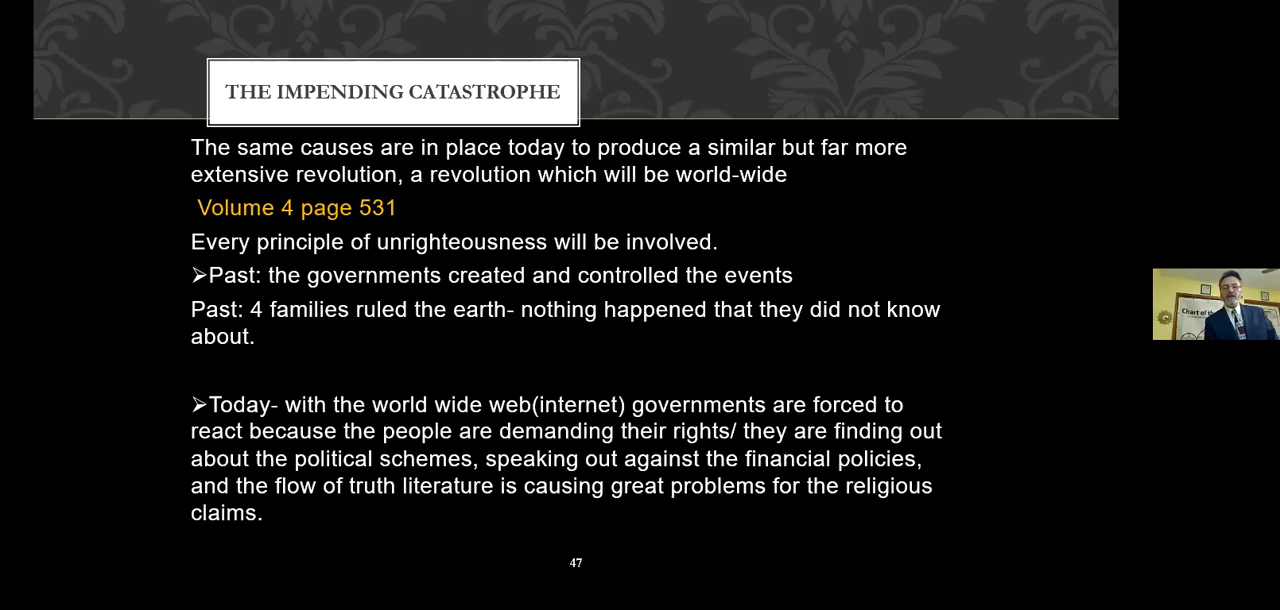 THE IMPENDING CATASTROPHE
The same causes are in place today to produce a similar but far more
extensive revolution, a revolution which will be world-wide
Volume 4 page 531
Every principle of unrighteousness will be involved.
➢Past: the governments created and controlled the events
Past: 4 families ruled the earth- nothing happened that they did not know
about.
➢Today- with the world wide web(internet) governments are forced to
react because the people are demanding their rights/ they are finding out
about the political schemes, speaking out against the financial policies,
and the flow of truth literature is causing great problems for the religious
claims.
47
Chart of